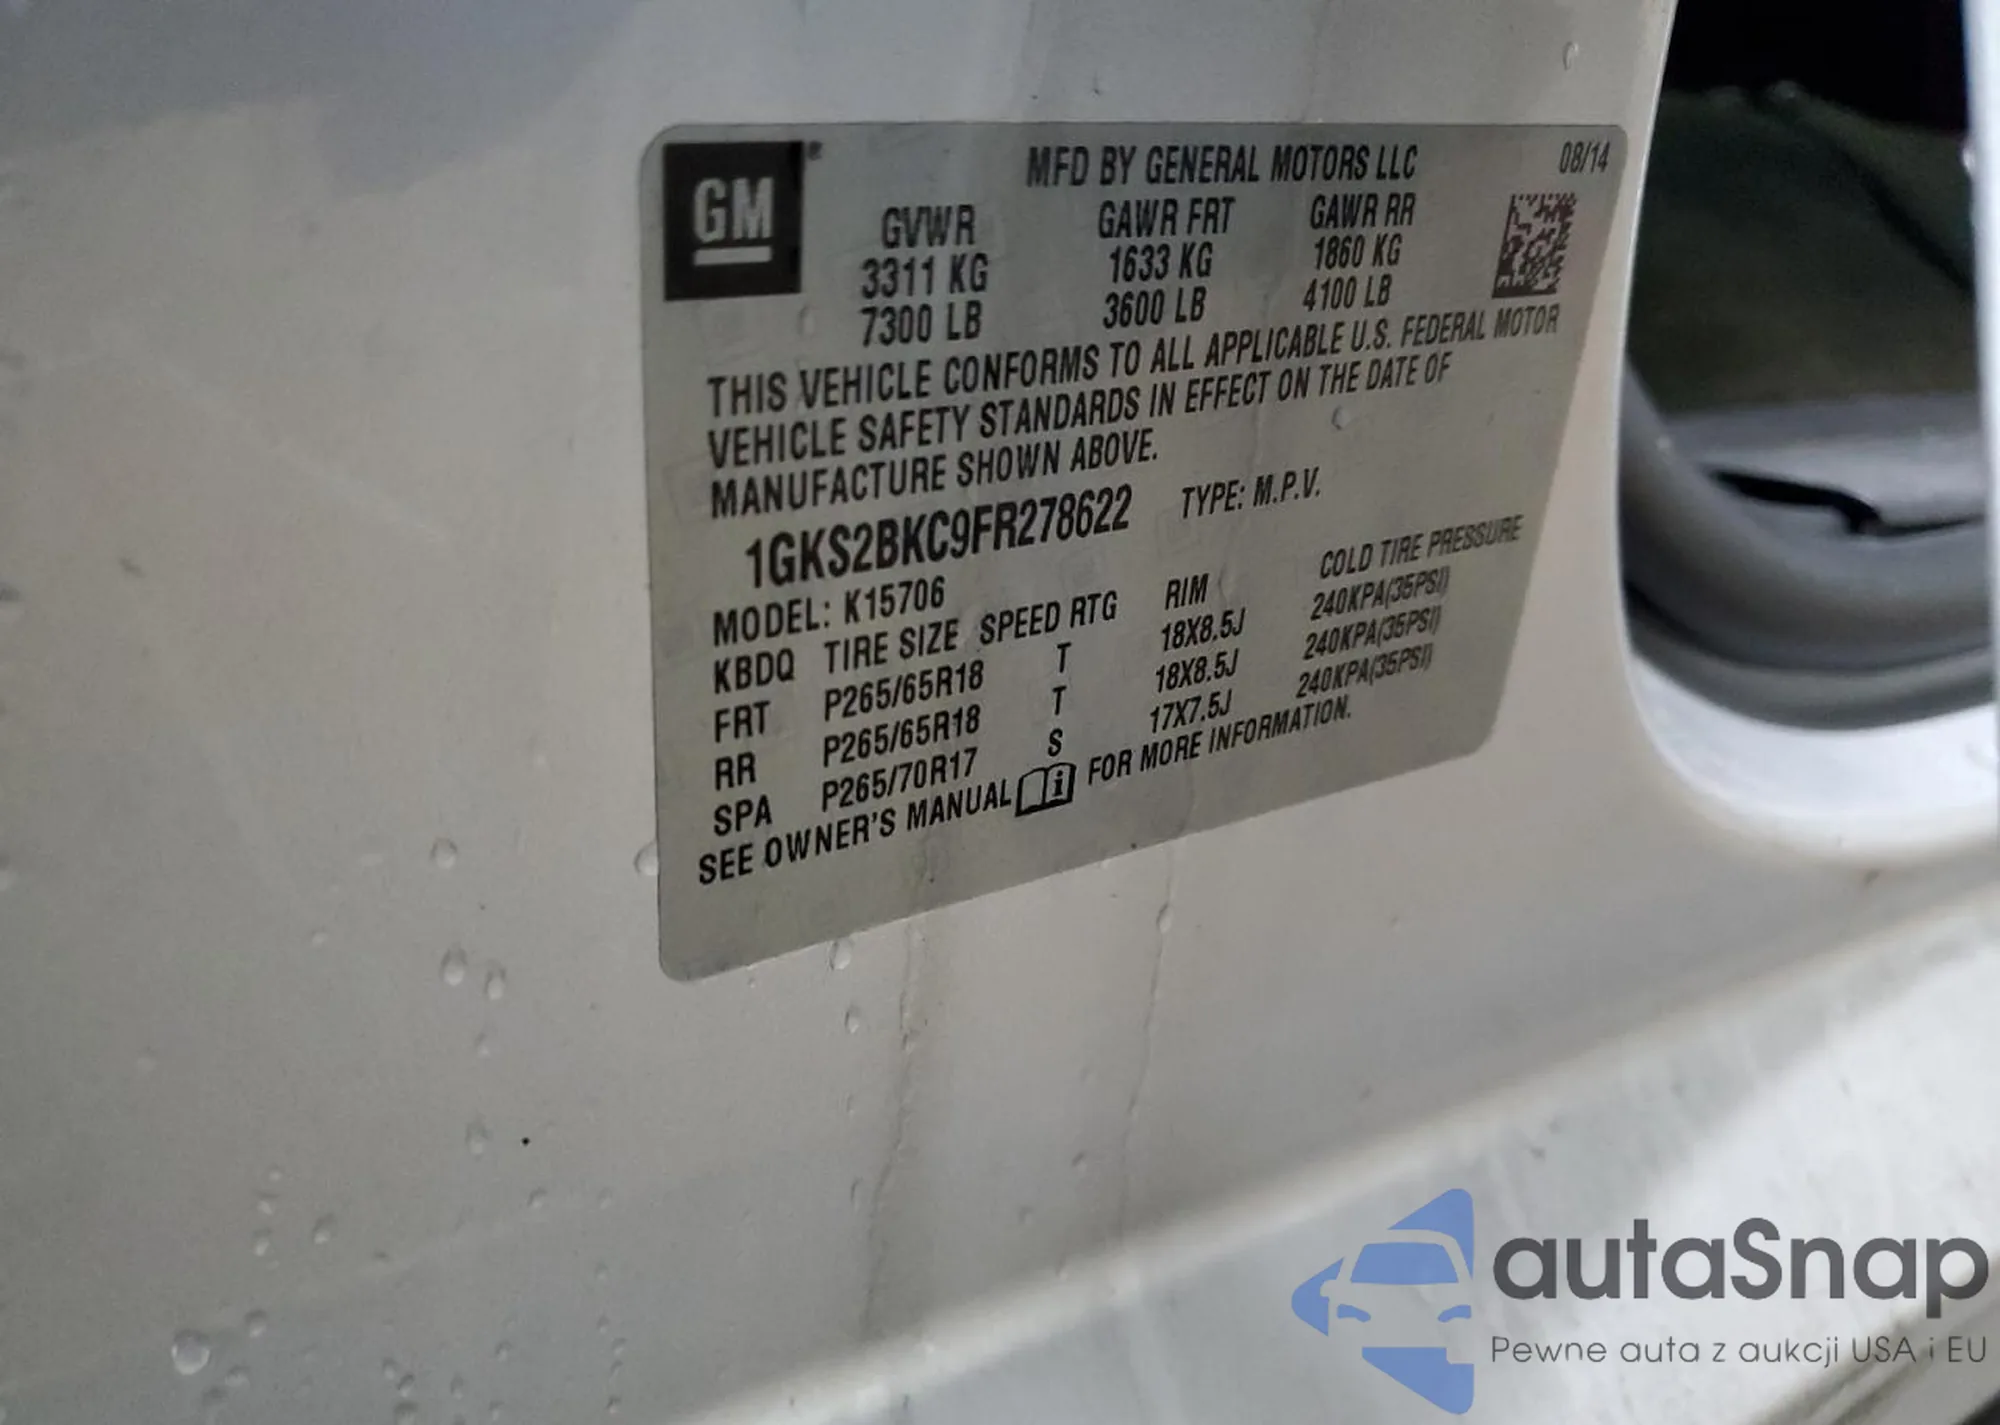 GM
MFD BY GENERAL MOTORS LLC 08/14
GVWR GAWR FRT GAWR RR
3311 KG 1633 KG 1860 KG
7300 LB 3600 LB 4100 LB
THIS VEHICLE CONFORMS TO ALL APPLICABLE U.S. FEDERAL MOTOR
VEHICLE SAFETY STANDARDS IN EFFECT ON THE DATE OF
MANUFACTURE SHOWN ABOVE.
1GKS2BKC9FR278622 TYPE: M.P.V.
MODEL: K15706
KBDQ TIRE SIZE SPEED RTG RIM COLD TIRE PRESSURE
FRT P265/65R18 T 18X8.5J 240KPA(35PSI)
RR P265/65R18 T 18X8.5J 240KPA(35PSI)
SPA P265/70R17 S 17X7.5J 240KPA(35PSI)
SEE OWNER'S MANUAL FOR MORE INFORMATION.
autaSnap
Pewne auta z aukcji USA i EU